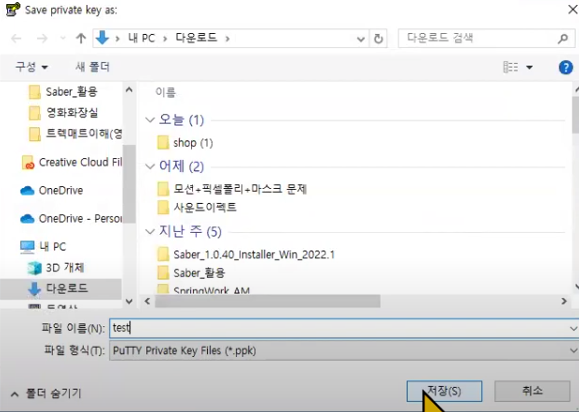 Save private key as:
내 PC > 다운로드 >
다운로드 검색
구성
새 폴더
Saber_활용
영화화장실
트랙매트이해(영
Creative Cloud Fil
OneDrive
OneDrive - Person
내 PC
3D 개체
다운로드
동영상
이름
오늘 (1)
shop (1)
어제 (2)
모션+픽셀폴리+마스크 문제
사운드이펙트
지난 주 (5)
Saber_1.0.40_Installer_Win_2022.1
Saber_활용
SpringWork_AM
파일 이름(N): test
파일 형식(T): PuTTY Private Key Files (*.ppk)
폴더 숨기기
저장(S)
취소